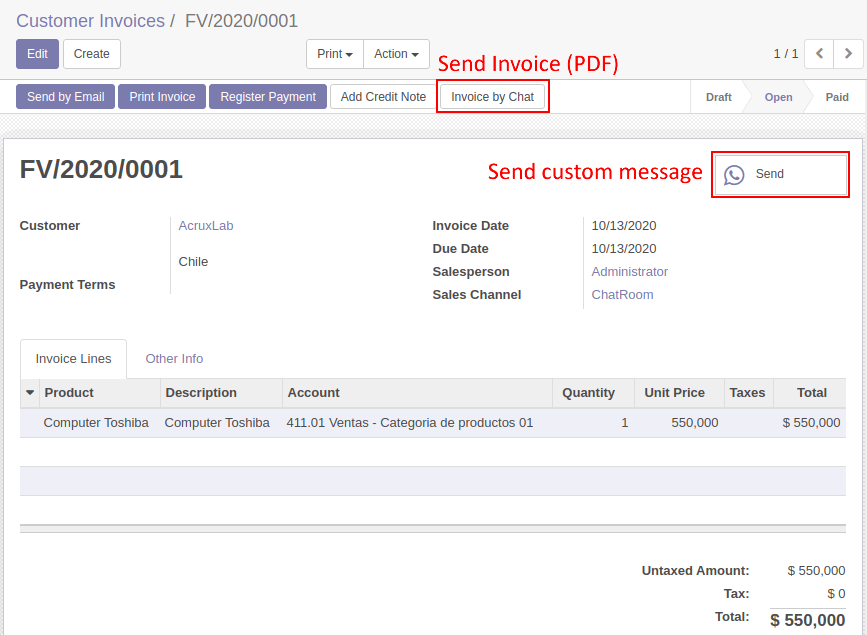 Customer Invoices / FV/2020/0001
Edit Create Print Action Send Invoice (PDF) 1 / 1
Send by Email Print Invoice Register Payment Add Credit Note Invoice by Chat Draft Open Paid
FV/2020/0001 Send custom message Send
Customer AcruxLab Invoice Date 10/13/2020
Due Date 10/13/2020
Chile
Salesperson Administrator
Payment Terms
Sales Channel ChatRoom
Invoice Lines Other Info
Product Description Account Quantity Unit Price Taxes Total
Computer Toshiba Computer Toshiba 411.01 Ventas - Categoria de productos 01 1 550,000 $ 550,000
Untaxed Amount: $ 550,000
Tax: $ 0
Total: $ 550,000